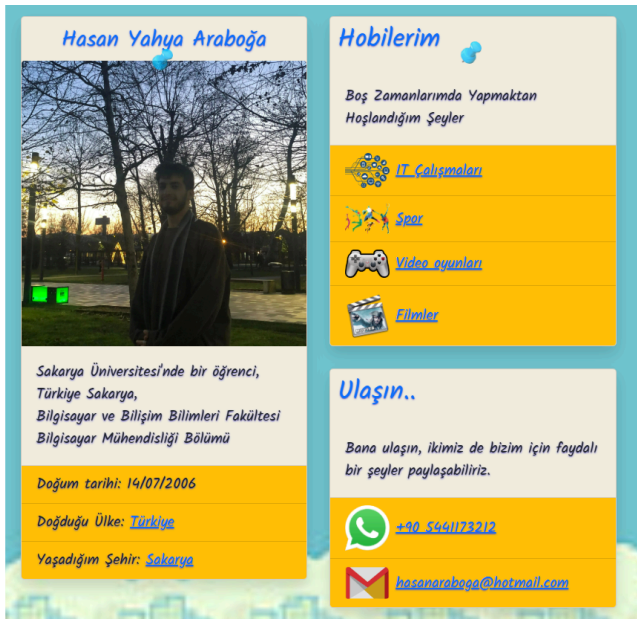 Hasan Yahya Araboğa
Sakarya Üniversitesi'nde bir öğrenci,
Türkiye Sakarya,
Bilgisayar ve Bilişim Bilimleri Fakültesi
Bilgisayar Mühendisliği Bölümü
Doğum tarihi: 14/07/2006
Doğduğu Ülke: Türkiye
Yaşadığım Şehir: Sakarya
Hobilerim
Boş Zamanlarımda Yapmaktan
Hoşlandığım Şeyler
IT Çalışmaları
Spor
Video oyunları
Filmler
Ulaşın..
Bana ulaşın, ikimiz de bizim için faydalı
bir şeyler paylaşabiliriz.
+90 5441173212
hasanaraboga@hotmail.com